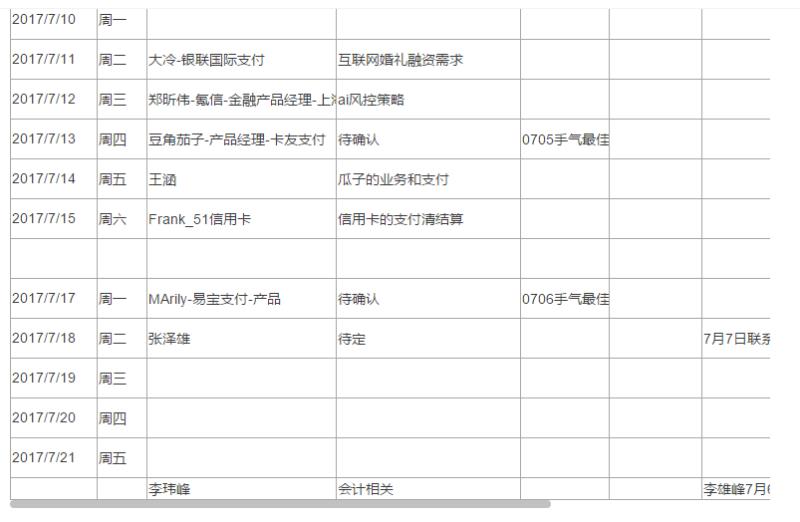 2017/7/10 周一
2017/7/11 周二 大冷-银联国际支付 互联网婚礼融资需求
2017/7/12 周三 郑昕伟-氪信-金融产品经理-上海 ai风控策略
2017/7/13 周四 豆角茄子-产品经理-卡友支付 待确认 0705手气最佳
2017/7/14 周五 王涵 瓜子的业务和支付
2017/7/15 周六 Frank_51信用卡 信用卡的支付清结算
2017/7/17 周一 MArily-易宝支付-产品 待确认 0706手气最佳
2017/7/18 周二 张泽雄 待定 7月7日联系
2017/7/19 周三
2017/7/20 周四
2017/7/21 周五
李玮峰 会计相关 李雄峰7月